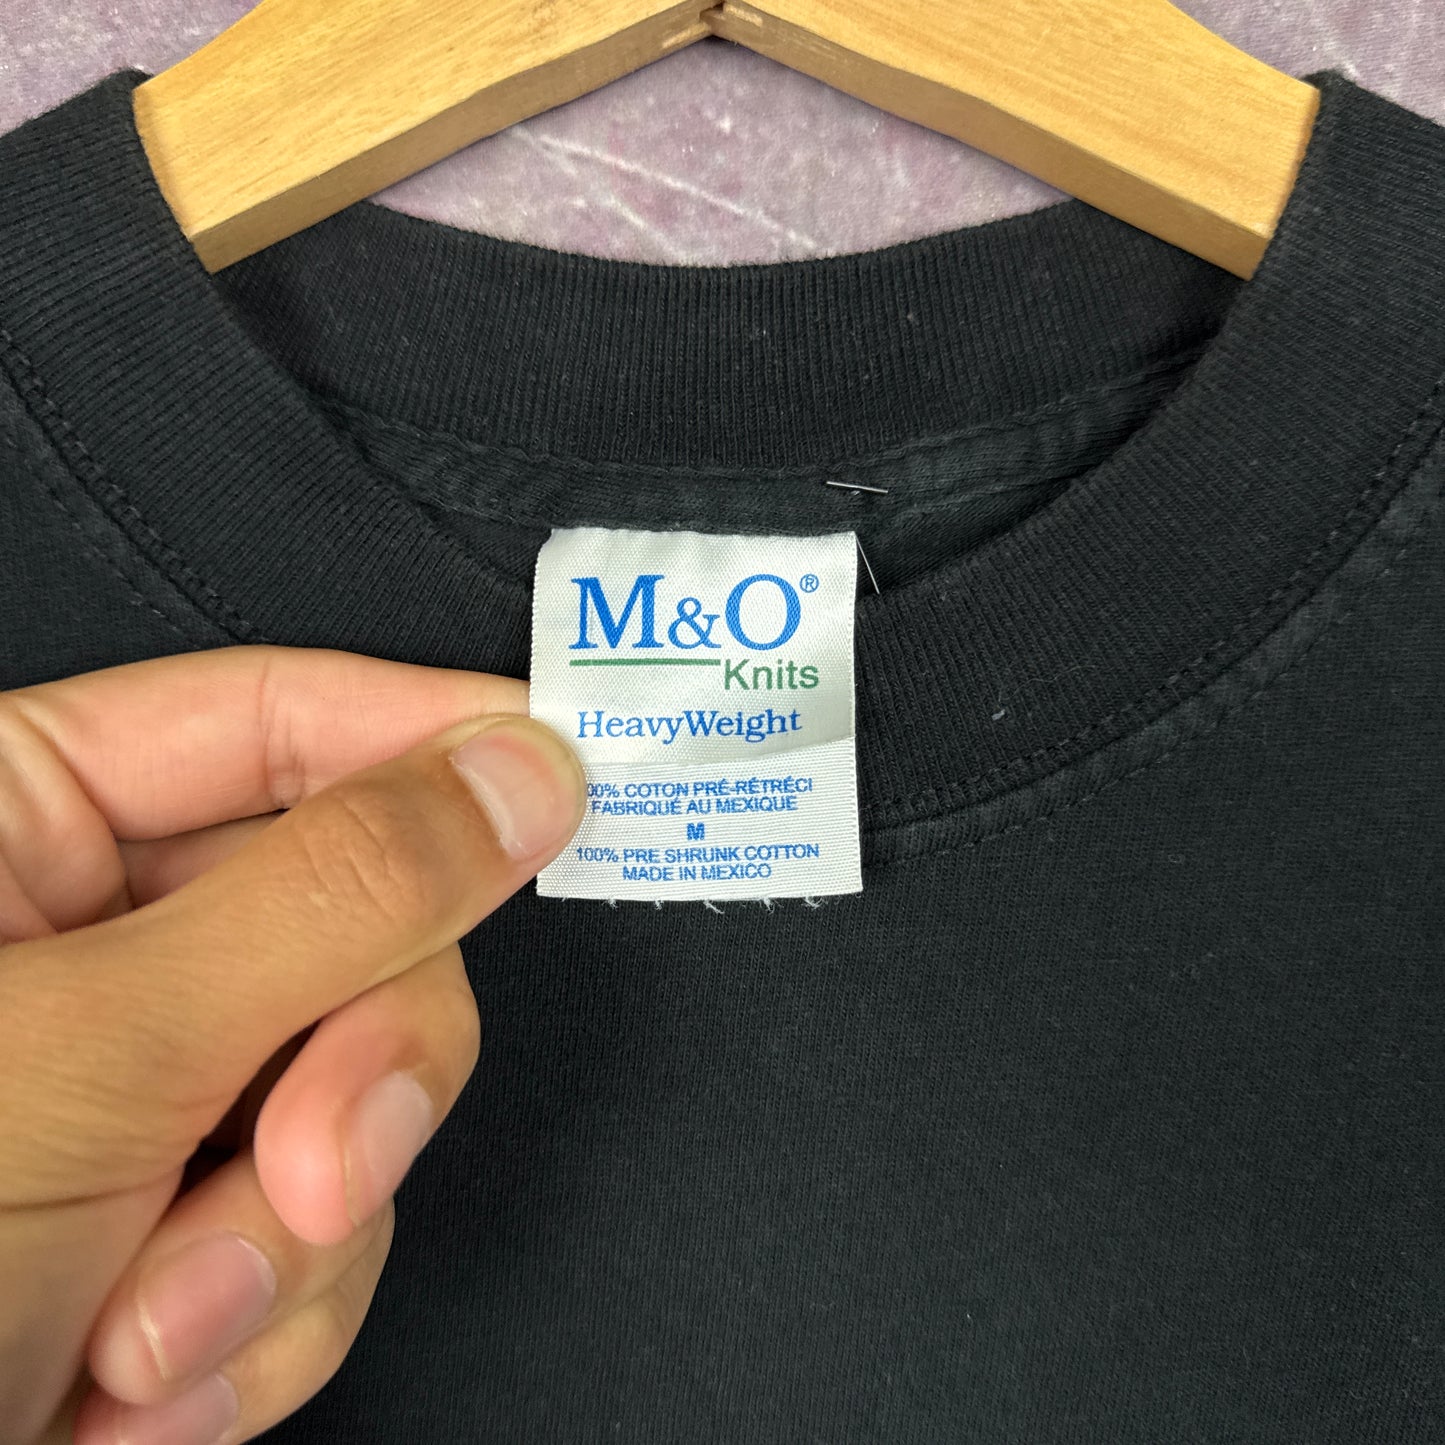 M&O®
Knits
HeavyWeight
00% COTON PRÉ-RÉTRÉCI
FABRIQUÉ AU MEXIQUE
M
100% PRE SHRUNK COTTON
MADE IN MEXICO